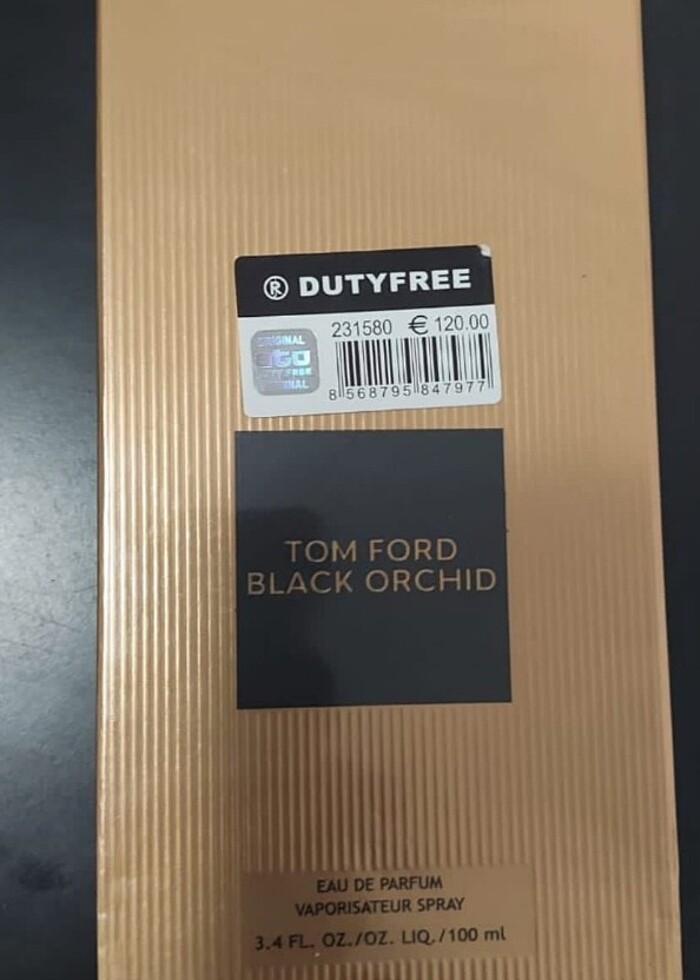 ® DUTYFREE
231580 € 120.00
ORIGINAL
8 568795 847977
TOM FORD
BLACK ORCHID
EAU DE PARFUM
VAPORISATEUR SPRAY
3.4 FL. OZ./OZ. LIQ./100 ml